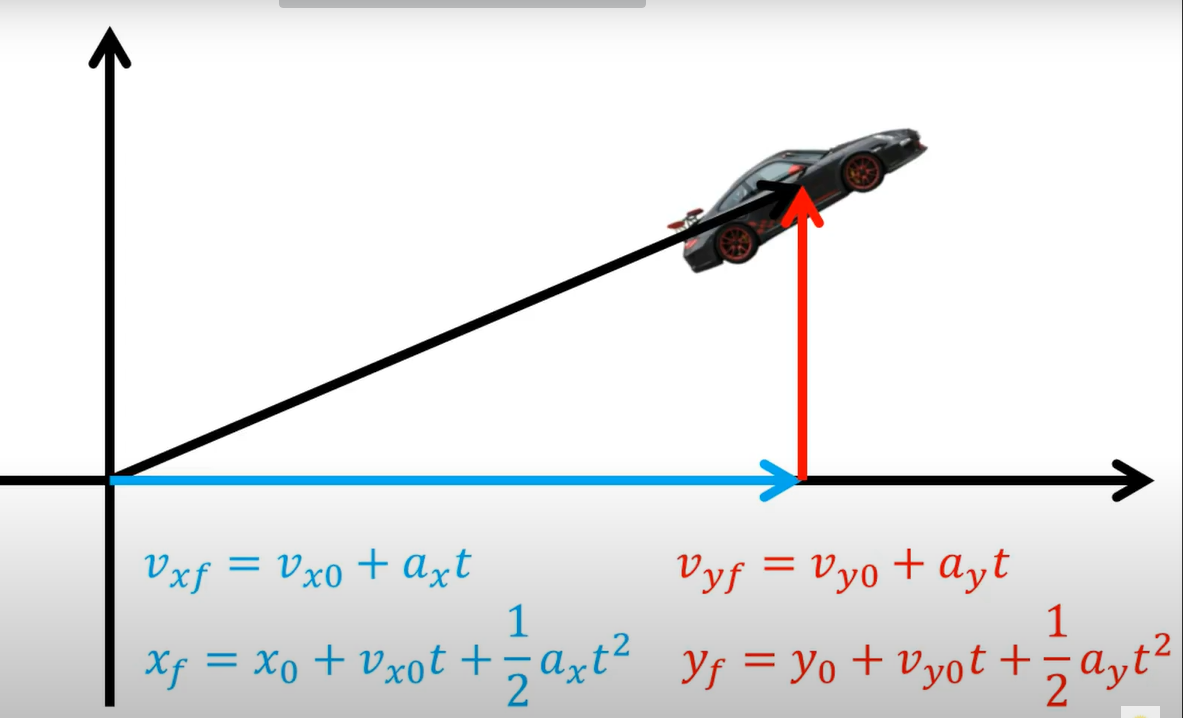 v_{xf} = v_{x0} + a_x t
v_{yf} = v_{y0} + a_y t
x_f = x_0 + v_{x0}t + \frac{1}{2}a_x t^2
y_f = y_0 + v_{y0}t + \frac{1}{2}a_y t^2